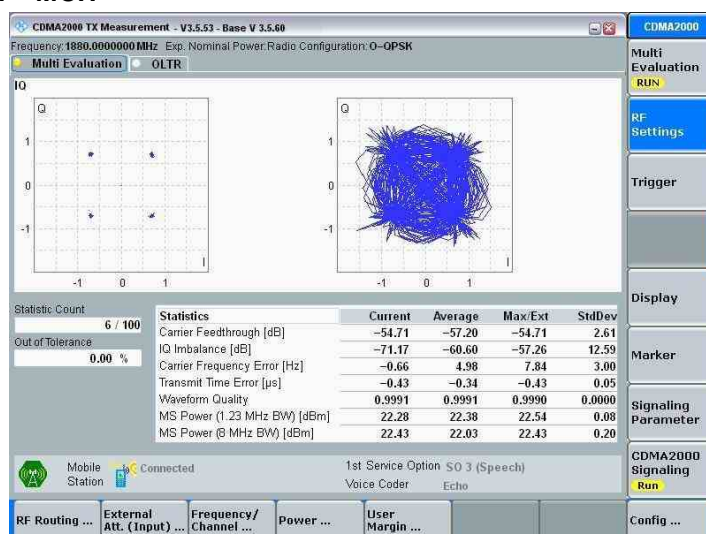 CDMA2000 TX Measurement - V3.5.53 - Base V 3.5.60
CDMA2000
Frequency: 1880.0000000 MHz Exp. Nominal Power: Radio Configuration: O-QPSK
Multi Evaluation
OLTR
Multi
Evaluation
RUN
IQ
Q
1
0
-1
I
-1 0 1
Q
1
0
-1
I
-1 0 1
RF
Settings
Trigger
Display
Marker
Signaling
Parameter
CDMA2000
Signaling
Run
Config ...
Statistic Count
6 / 100
Out of Tolerance
0.00 %
Statistics Current Average Max/Ext StdDev
Carrier Feedthrough [dB] -54.71 -57.20 -54.71 2.61
IQ Imbalance [dB] -71.17 -60.60 -57.26 12.59
Carrier Frequency Error [Hz] -0.66 4.98 7.84 3.00
Transmit Time Error [µs] -0.43 -0.34 -0.43 0.05
Waveform Quality 0.9991 0.9991 0.9990 0.0000
MS Power (1.23 MHz BW) [dBm] 22.28 22.38 22.54 0.08
MS Power (8 MHz BW) [dBm] 22.43 22.03 22.43 0.20
Mobile
Station
Connected
1st Service Option SO 3 (Speech)
Voice Coder Echo
RF Routing ...
External
Att. (Input) ...
Frequency/
Channel ...
Power ...
User
Margin ...